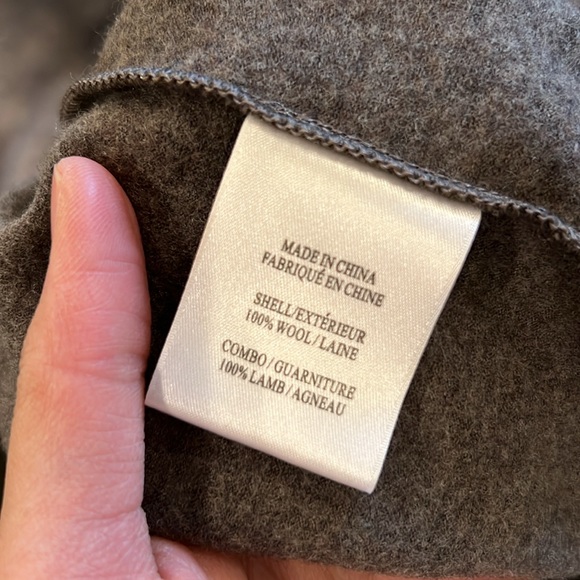 MADE IN CHINA
FABRIQUÉ EN CHINE
SHELL/EXTÉRIEUR
100% WOOL/LAINE
COMBO/GUARNITURE
100% LAMB/AGNEAU